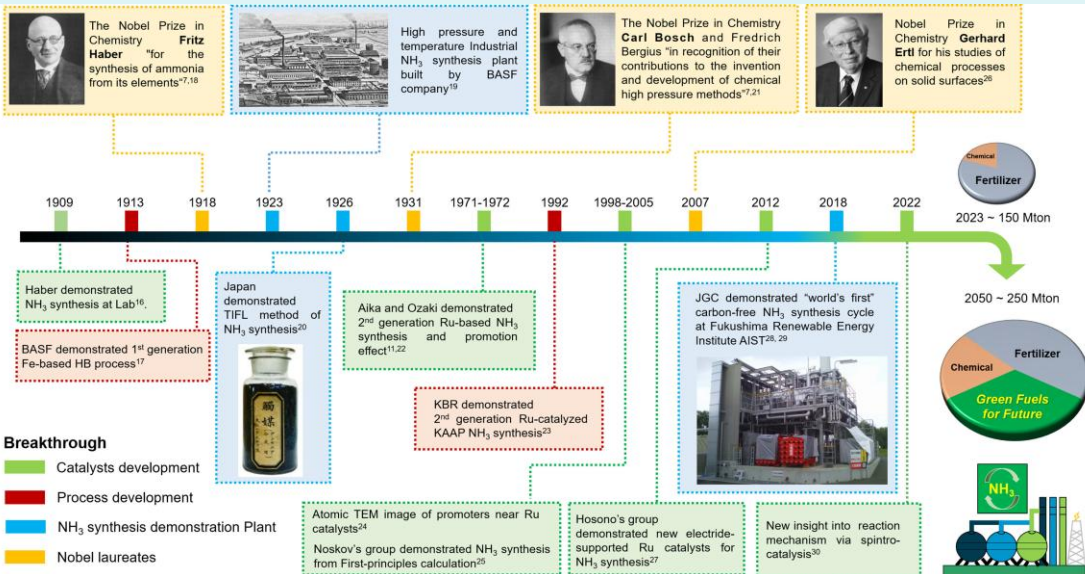 The Nobel Prize in
Chemistry Fritz
Haber "for the
synthesis of ammonia
from its elements"7,18
High pressure and
temperature Industrial
NH3 synthesis plant
built by BASF
company19
The Nobel Prize in Chemistry
Carl Bosch and Fredrich
Bergius "in recognition of their
contributions to the invention
and development of chemical
high pressure methods"7,21
Nobel Prize in
Chemistry Gerhard
Ertl for his studies of
chemical processes
on solid surfaces26
Chemical
Fertilizer
2023 ~ 150 Mton
1909 1913 1918 1923 1926 1931 1971-1972 1992 1998-2005 2007 2012 2018 2022
Haber demonstrated
NH3 synthesis at Lab16.
BASF demonstrated 1st generation
Fe-based HB process17
Japan
demonstrated
TIFL method of
NH3 synthesis20
觸媒
Aika and Ozaki demonstrated
2nd generation Ru-based NH3
synthesis and promotion
effect11,22
KBR demonstrated
2nd generation Ru-catalyzed
KAAP NH3 synthesis23
JGC demonstrated "world's first"
carbon-free NH3 synthesis cycle
at Fukushima Renewable Energy
Institute AIST28, 29
2050 ~ 250 Mton
Chemical
Fertilizer
Green Fuels
for Future
Breakthrough
Catalysts development
Process development
NH3 synthesis demonstration Plant
Nobel laureates
Atomic TEM image of promoters near Ru
catalysts24
Noskov's group demonstrated NH3 synthesis
from First-principles calculation25
Hosono's group
demonstrated new electride-
supported Ru catalysts for
NH3 synthesis27
New insight into reaction
mechanism via spintro-
catalysis30
NH3